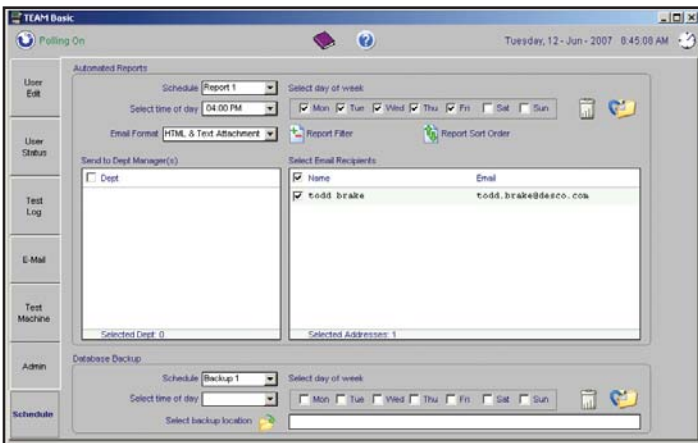 TEAM Basic
Polling On
Tuesday, 12 - Jun - 2007 8:45:08 AM
User Edit
User Status
Test Log
E-Mail
Test Machine
Admin
Schedule
Automated Reports
Schedule Report 1
Select day of week
Select time of day 04:00 PM
Mon Tue Wed Thu Fri Sat Sun
Email Format HTML & Text Attachment
Report Filter
Report Sort Order
Send to Dept Manager(s)
Select Email Recipients
Dept
Name Email
todd brake todd.brake@desco.com
Selected Dept: 0
Selected Addresses: 1
Database Backup
Schedule Backup 1
Select day of week
Select time of day
Mon Tue Wed Thu Fri Sat Sun
Select backup location